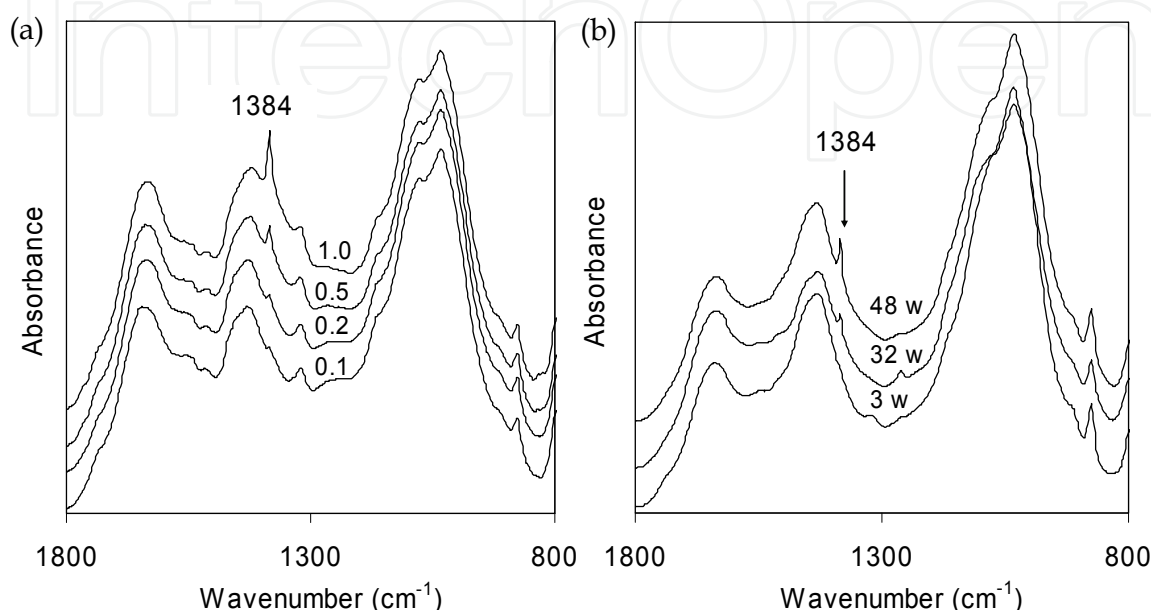 IntechOpen
(a)
1384
1.0
0.5
0.2
0.1
Absorbance
1800
1300
800
Wavenumber (cm⁻¹)
(b)
1384
48 w
32 w
3 w
Absorbance
1800
1300
800
Wavenumber (cm⁻¹)